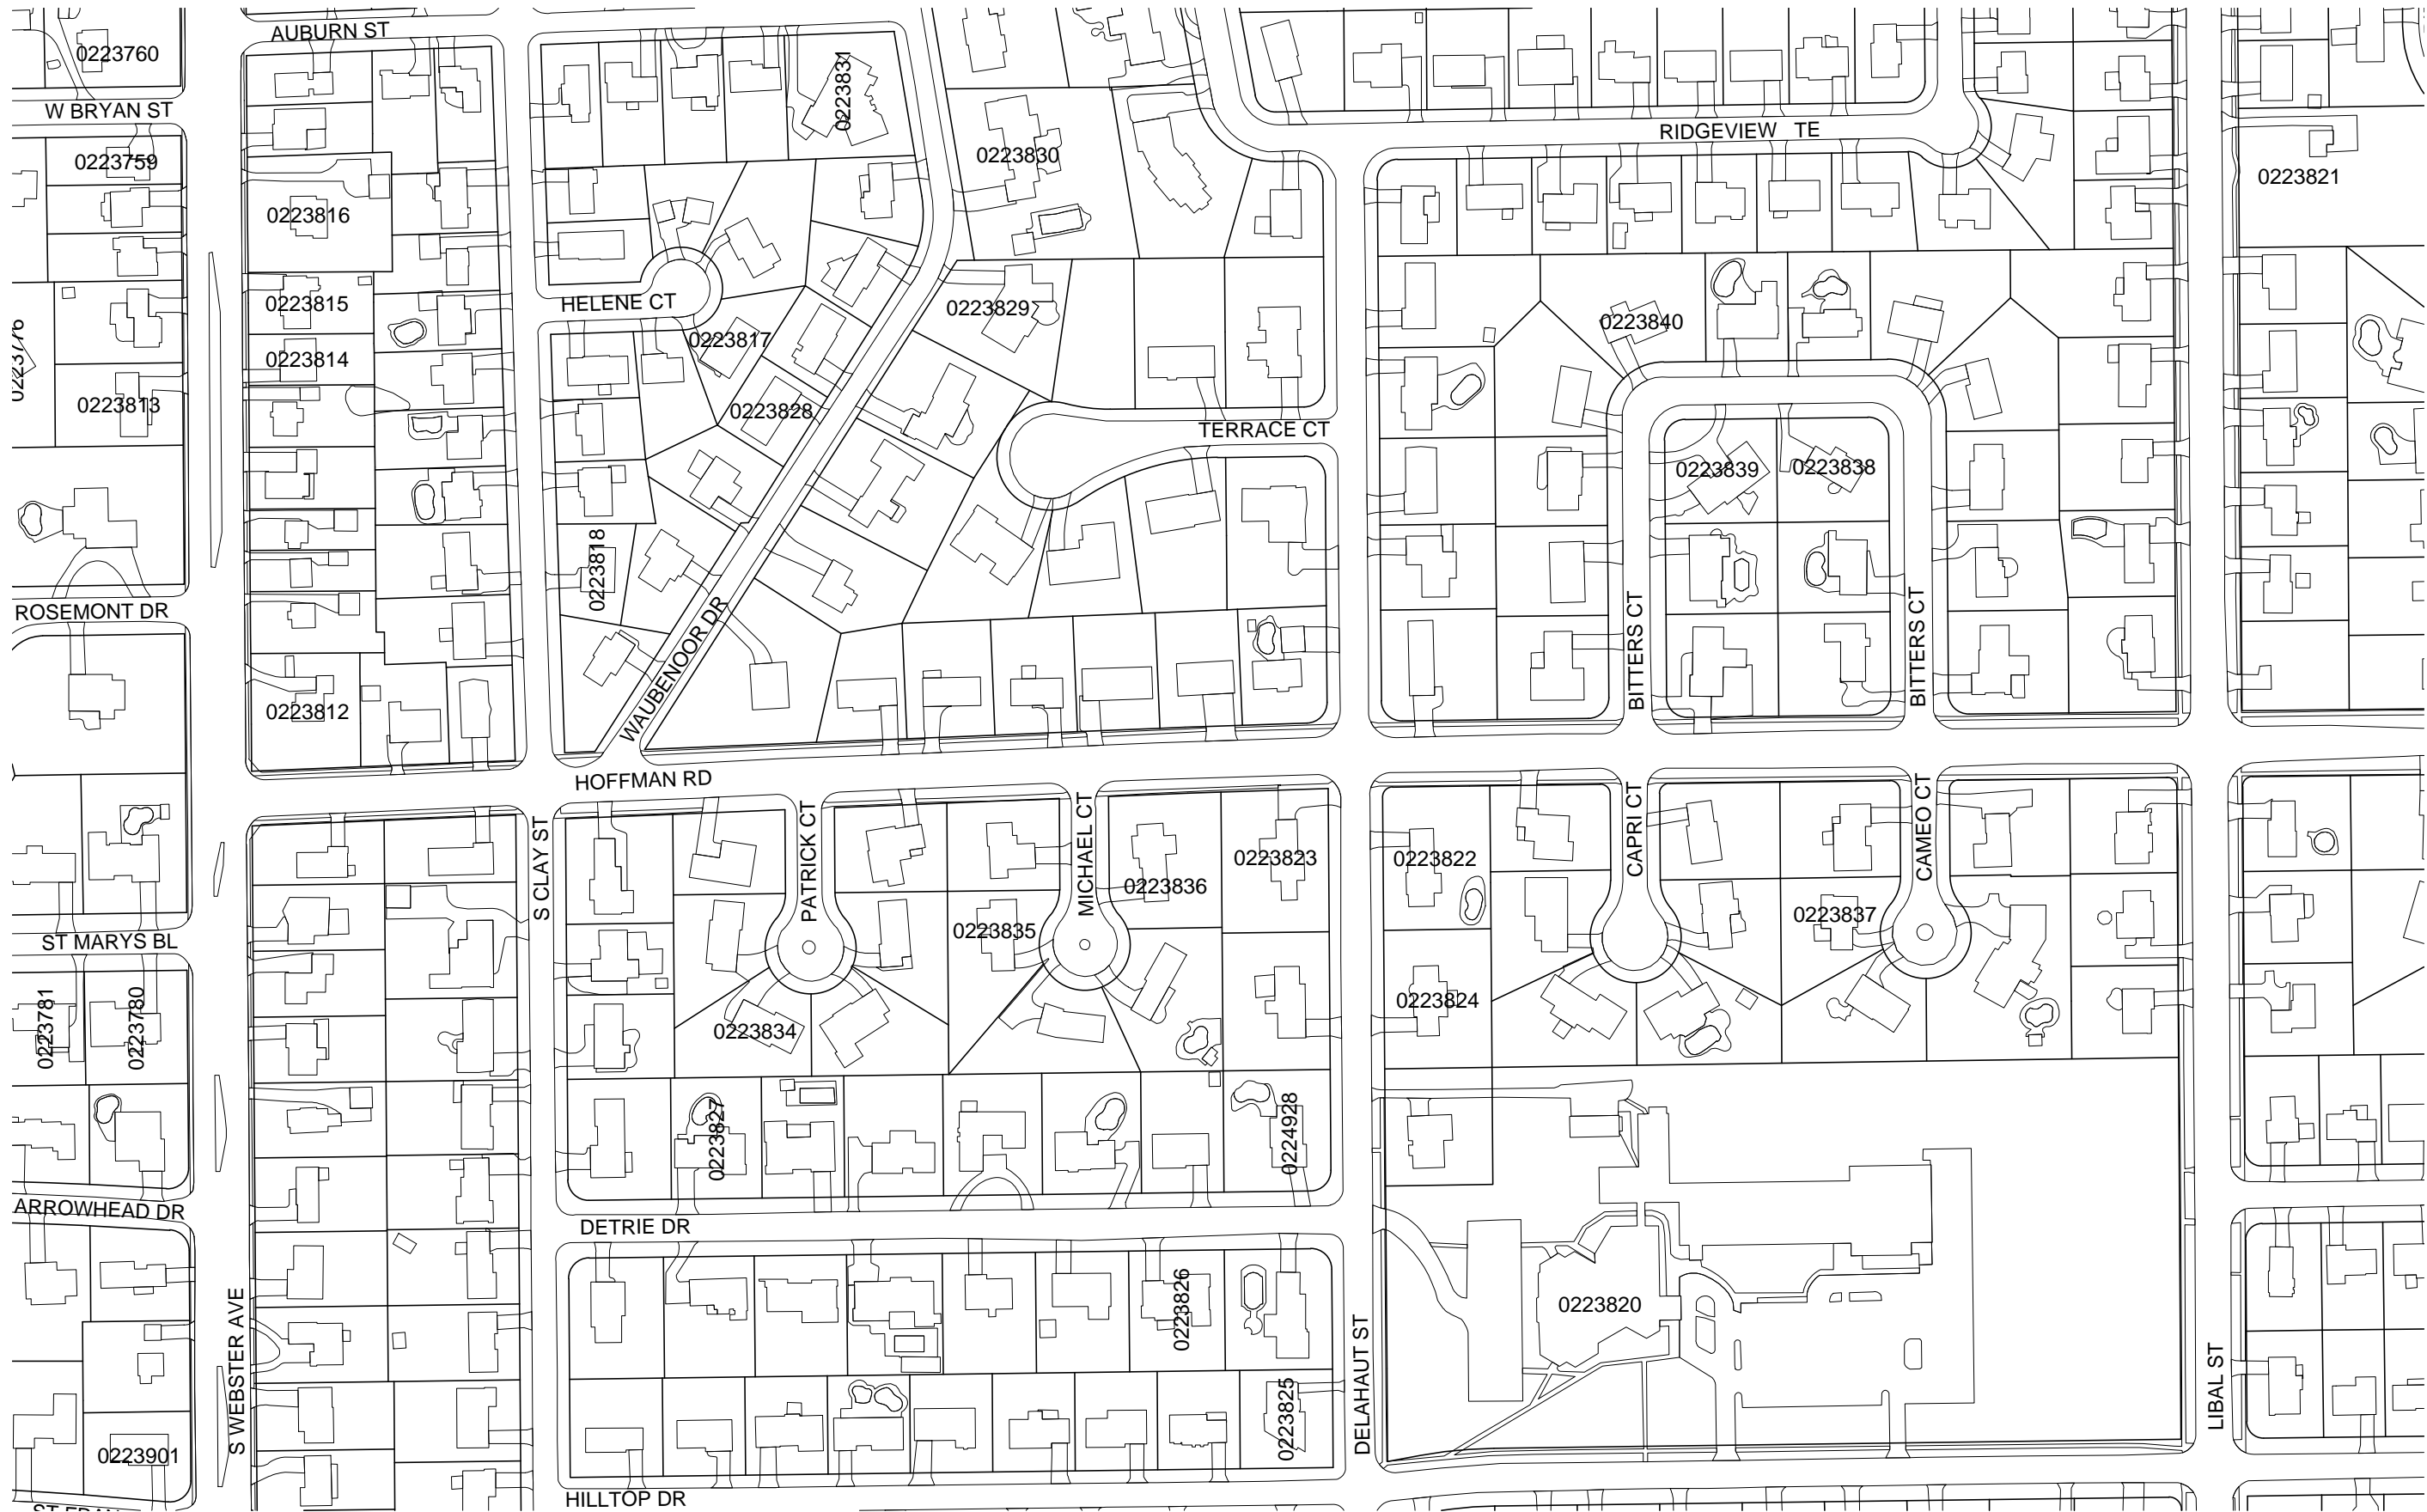 AUBURN ST
0223760
0223831
W BRYAN ST
RIDGEVIEW TE
0223759
0223830
0223821
0223816
HELENE CT
0223815
0223829
0223840
0223817
0223814
0223776
0223813
0223828
TERRACE CT
0223839
0223838
0223818
ROSEMONT DR
WAUBENOOR DR
BITTERS CT
BITTERS CT
0223812
HOFFMAN RD
S CLAY ST
PATRICK CT
MICHAEL CT
CAPRI CT
CAMEO CT
0223823
0223822
0223836
0223835
0223837
ST MARYS BL
0223781
0223780
0223824
0223834
0223827
0224928
ARROWHEAD DR
DETRIE DR
0223826
0223820
S WEBSTER AVE
DELAHAUT ST
LIBAL ST
0223825
0223901
HILLTOP DR